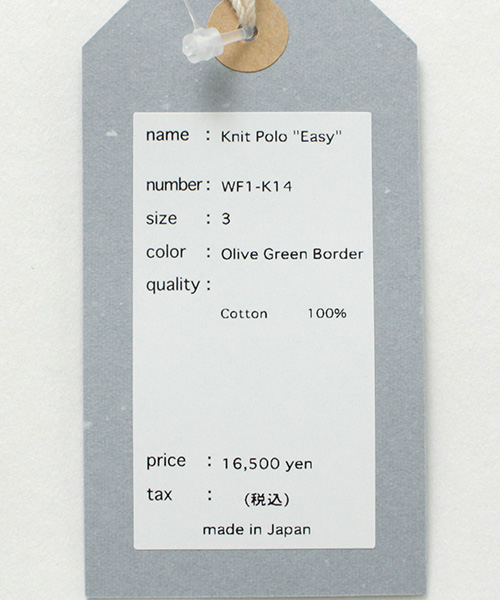 name : Knit Polo "Easy"
number : WF1-K14
size : 3
color : Olive Green Border
quality :
Cotton 100%
price : 16,500 yen
tax : (税込)
made in Japan